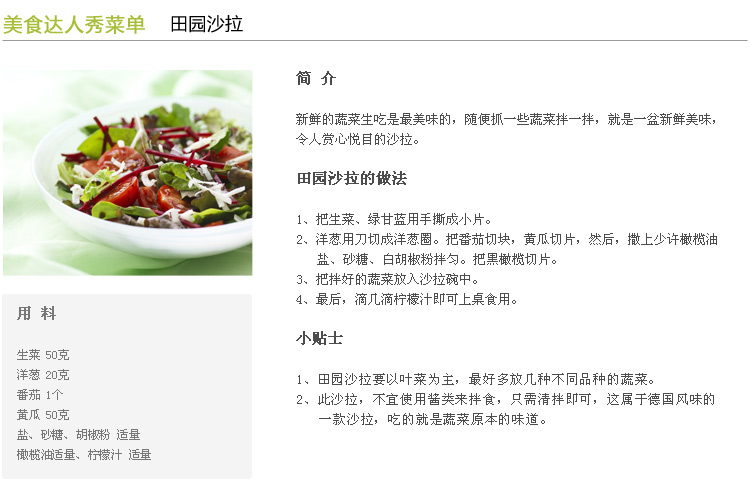 美食达人秀菜单 田园沙拉
简 介
新鲜的蔬菜生吃是最美味的，随便抓一些蔬菜拌一拌，就是一盆新鲜美味，
令人赏心悦目的沙拉。
田园沙拉的做法
1、把生菜、绿甘蓝用手撕成小片。
2、洋葱用刀切成洋葱圈。把番茄切块，黄瓜切片，然后，撒上少许橄榄油
盐、砂糖、白胡椒粉拌匀。把黑橄榄切片。
3、把拌好的蔬菜放入沙拉碗中。
4、最后，滴几滴柠檬汁即可上桌食用。
小贴士
1、田园沙拉要以叶菜为主，最好多放几种不同品种的蔬菜。
2、此沙拉，不宜使用酱类来拌食，只需清拌即可，这属于德国风味的
一款沙拉，吃的就是蔬菜原本的味道。
用 料
生菜 50克
洋葱 20克
番茄 1个
黄瓜 50克
盐、砂糖、胡椒粉 适量
橄榄油适量、柠檬汁 适量